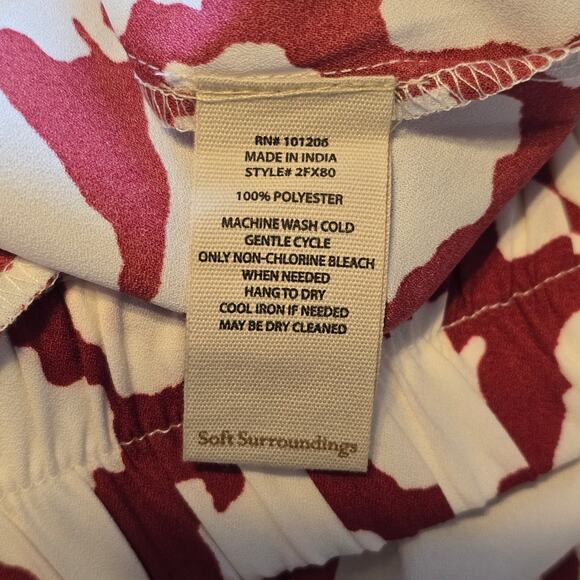 RN# 101206
MADE IN INDIA
STYLE# 2FX80
100% POLYESTER
MACHINE WASH COLD
GENTLE CYCLE
ONLY NON-CHLORINE BLEACH
WHEN NEEDED
HANG TO DRY
COOL IRON IF NEEDED
MAY BE DRY CLEANED
Soft Surroundings